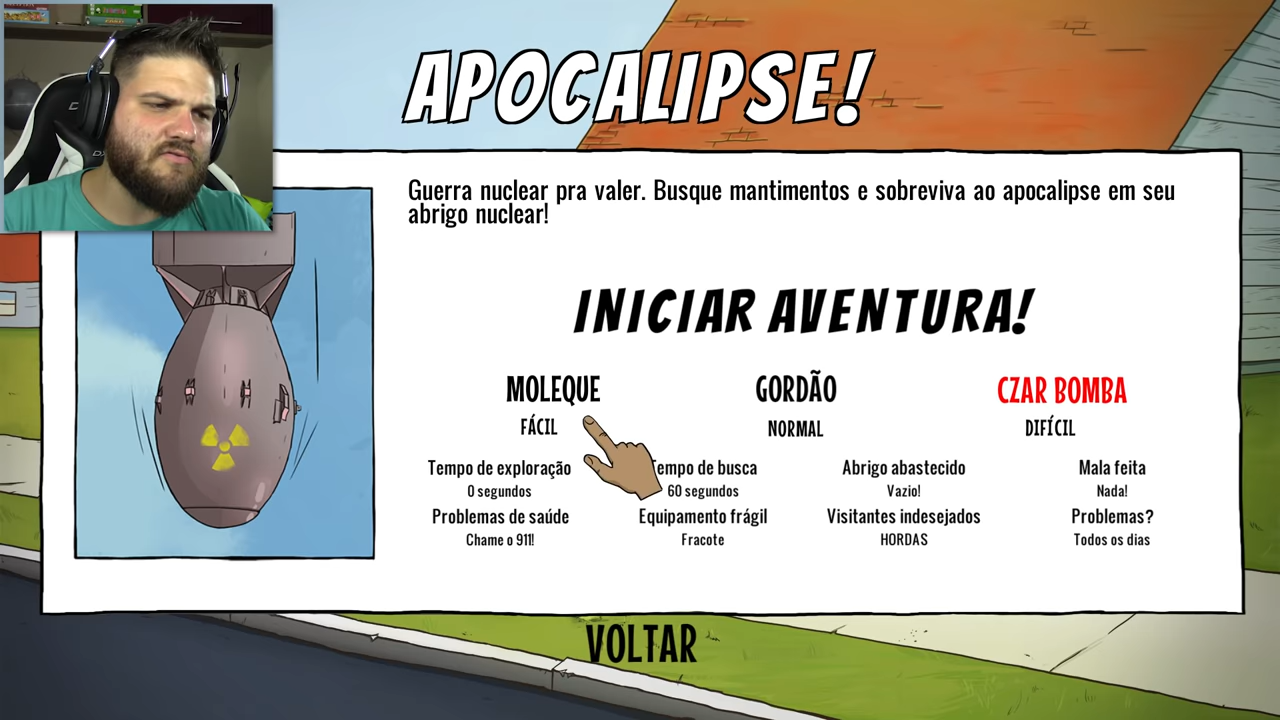 APOCALIPSE!
Guerra nuclear pra valer. Busque mantimentos e sobreviva ao apocalipse em seu
abrigo nuclear!
INICIAR AVENTURA!
MOLEQUE GORDÃO CZAR BOMBA
FÁCIL NORMAL DIFÍCIL
Tempo de exploração empo de busca Abrigo abastecido Mala feita
0 segundos 60 segundos Vazio! Nada!
Problemas de saúde Equipamento frágil Visitantes indesejados Problemas?
Chame o 911! Fracote HORDAS Todos os dias
VOLTAR